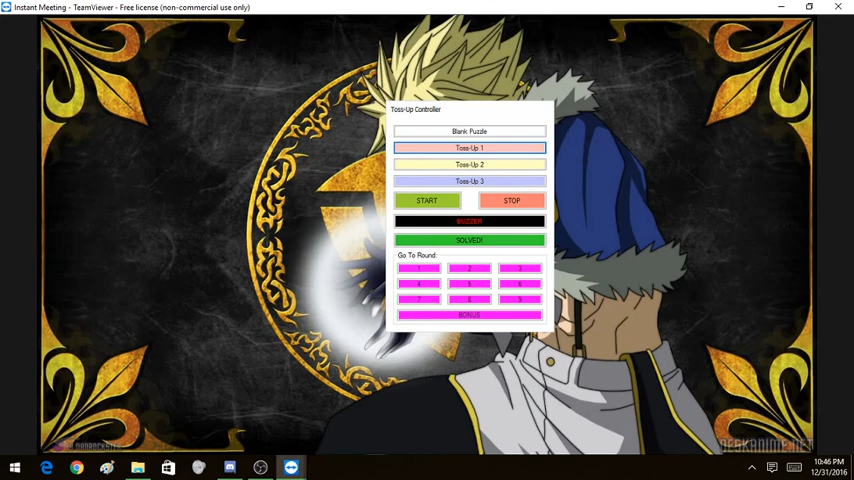 Instant Meeting - TeamViewer - Free license (non-commercial use only)
Toss-Up Controller
Blank Puzzle
Toss-Up 1
Toss-Up 2
Toss-Up 3
START STOP
BUZZER
SOLVED!
Go To Round:
1 2 3
4 5 6
7 8 9
BONUS
DESKANIME.NET
10:46 PM
12/31/2016